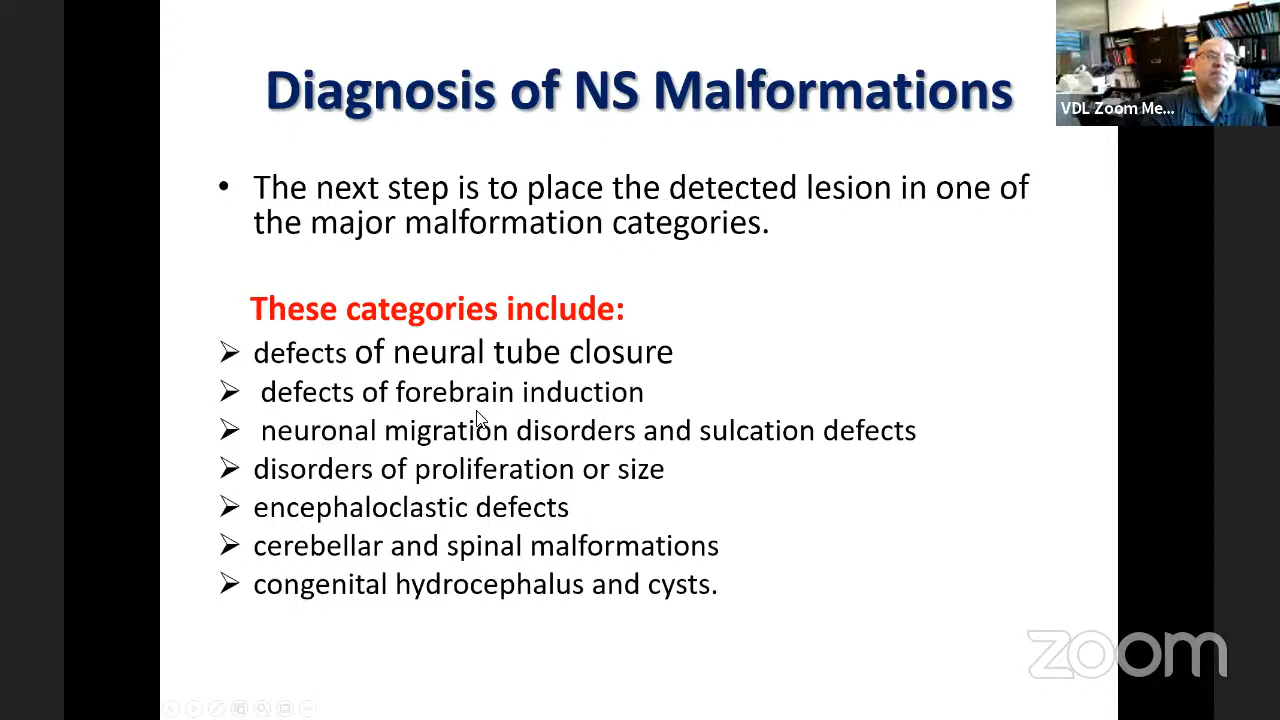 Diagnosis of NS Malformations
VDL Zoom Me...
• The next step is to place the detected lesion in one of
the major malformation categories.
These categories include:
➢ defects of neural tube closure
➢ defects of forebrain induction
➢ neuronal migration disorders and sulcation defects
➢ disorders of proliferation or size
➢ encephaloclastic defects
➢ cerebellar and spinal malformations
➢ congenital hydrocephalus and cysts.
zoom